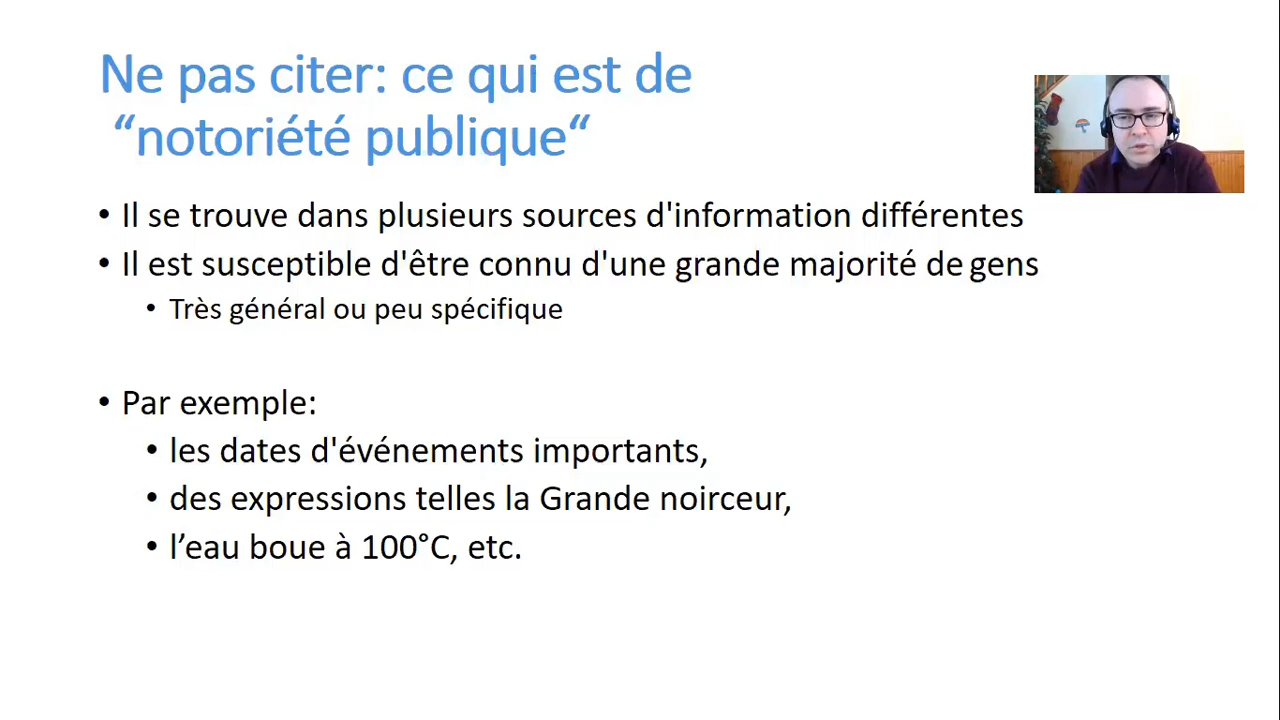 Ne pas citer: ce qui est de
“notoriété publique“
• Il se trouve dans plusieurs sources d'information différentes
• Il est susceptible d'être connu d'une grande majorité de gens
• Très général ou peu spécifique
• Par exemple:
• les dates d'événements importants,
• des expressions telles la Grande noirceur,
• l’eau boue à 100°C, etc.